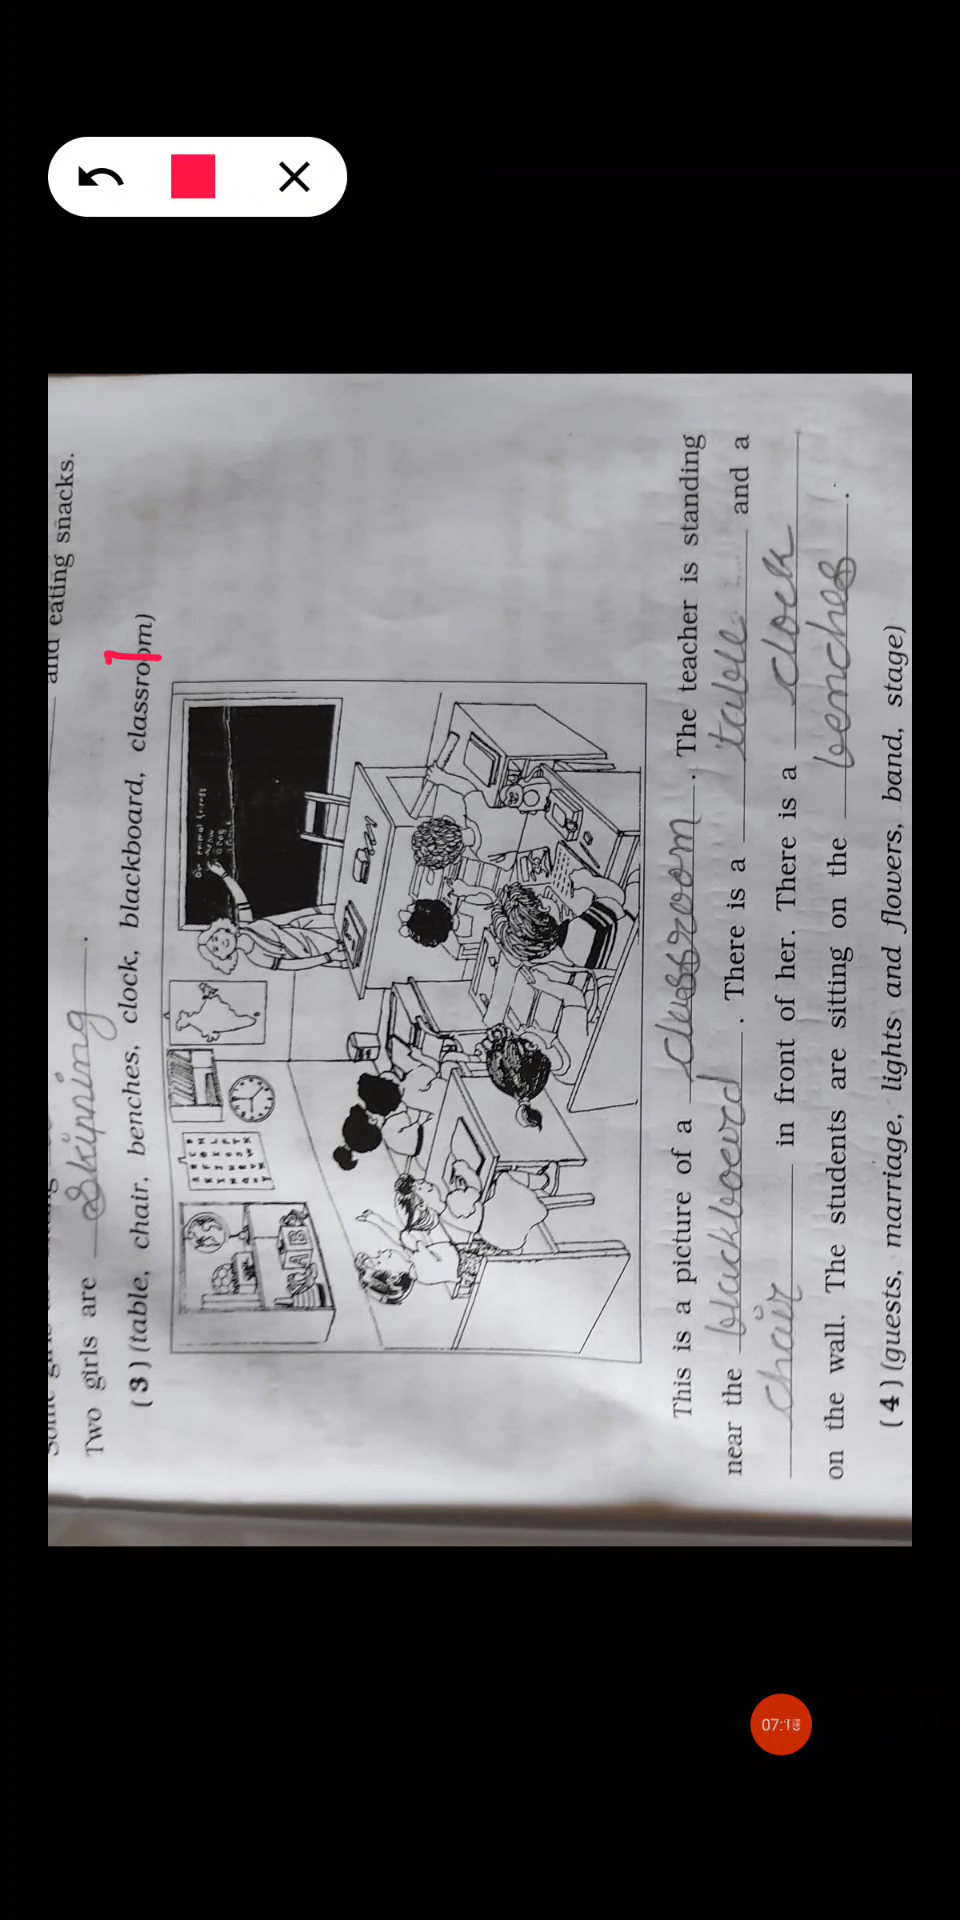 and eating snacks.
Two girls are Skipping.
(3) (table, chair, benches, clock, blackboard, classroom)
This is a picture of a classroom. The teacher is standing
near the blackboard. There is a table and a
chair in front of her. There is a clock
on the wall. The students are sitting on the benches.
(4) (guests, marriage, lights and flowers, band, stage)